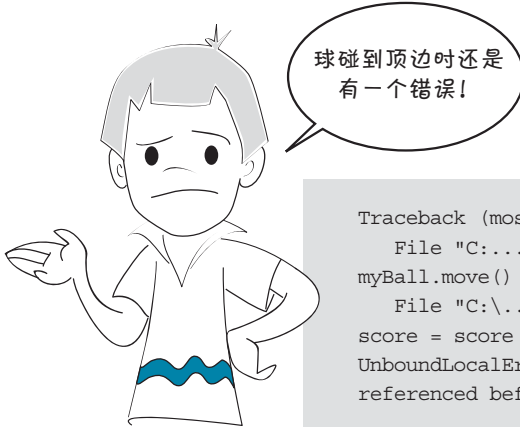 球碰到顶边时还是
有一个错误！
Traceback (mos
File "C:...
myBall.move()
File "C:\..
score = score
UnboundLocalEr
referenced bef